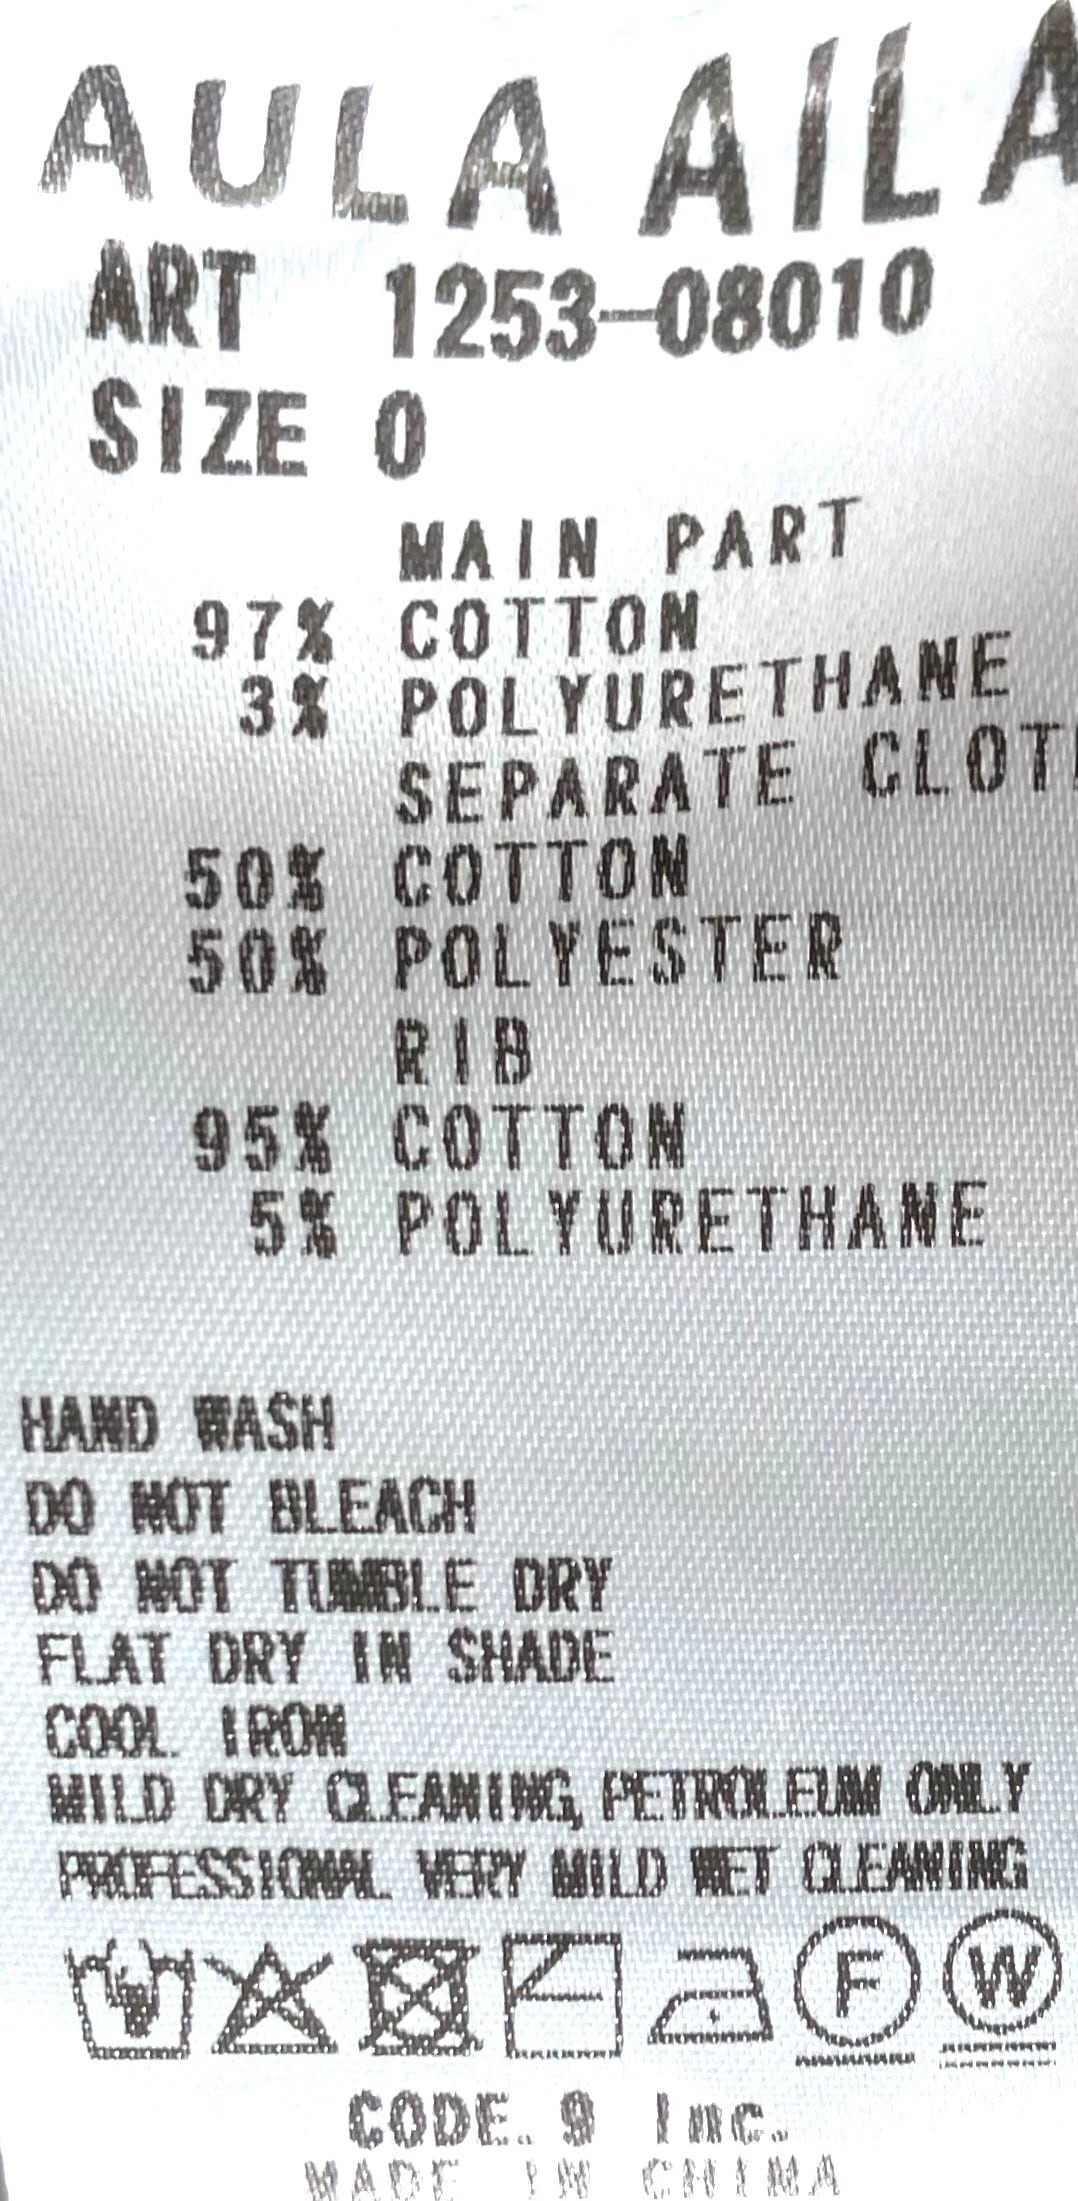 AULA AILA
ART 1253-08010
SIZE 0
MAIN PART
97% COTTON
3% POLYURETHANE
SEPARATE CLOT
50% COTTON
50% POLYESTER
RIB
95% COTTON
5% POLYURETHANE
HAND WASH
DO NOT BLEACH
DO NOT TUMBLE DRY
FLAT DRY IN SHADE
COOL IRON
MILD DRY CLEANING, PETROLEUM ONLY
PROFESSIONAL VERY MILD WET CLEANING
F W
CODE. 9 Inc.
MADE IN CHINA